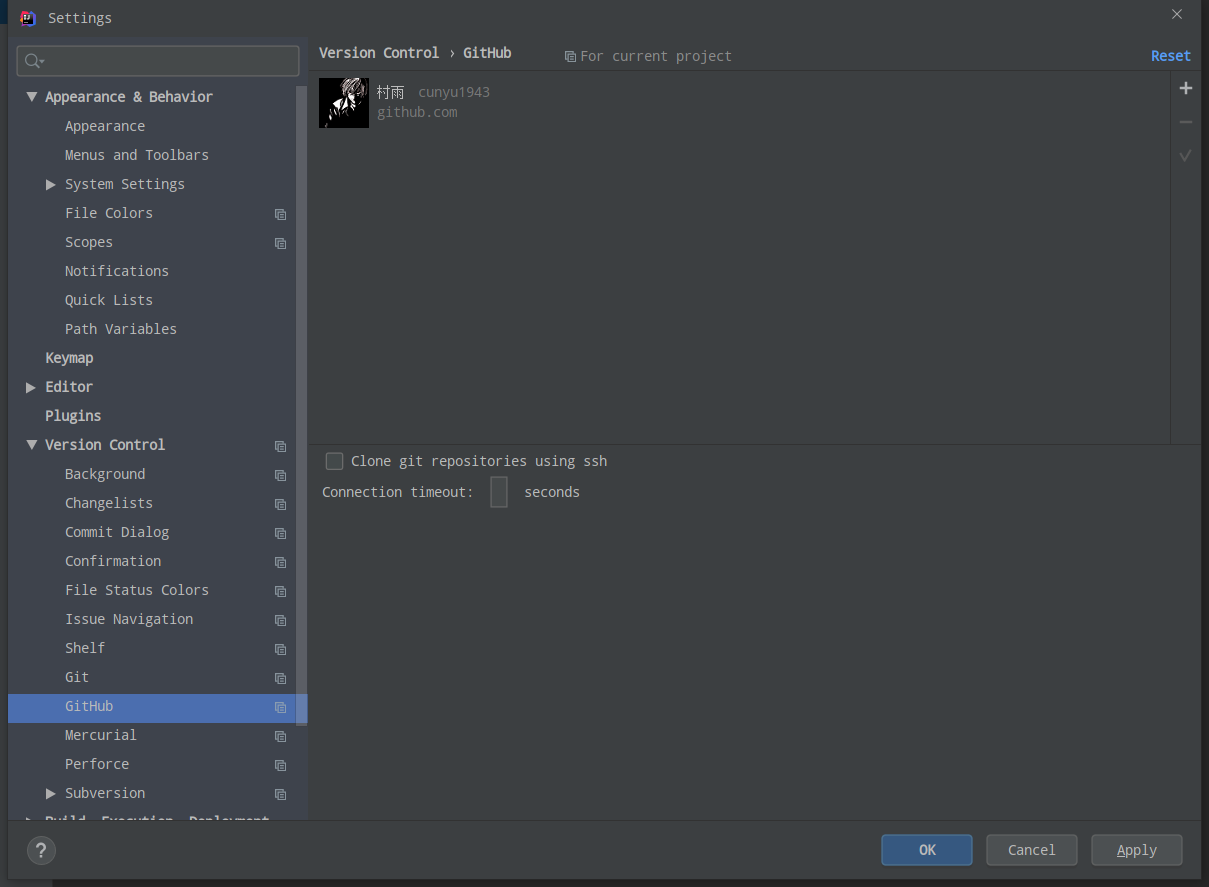 Settings
Version Control › GitHub
For current project
Reset
Appearance & Behavior
Appearance
Menus and Toolbars
System Settings
File Colors
Scopes
Notifications
Quick Lists
Path Variables
Keymap
Editor
Plugins
Version Control
Background
Changelists
Commit Dialog
Confirmation
File Status Colors
Issue Navigation
Shelf
Git
GitHub
Mercurial
Perforce
Subversion
Build, Execution, Deployment
村雨 cunyu1943
github.com
Clone git repositories using ssh
Connection timeout: seconds
?
OK
Cancel
Apply